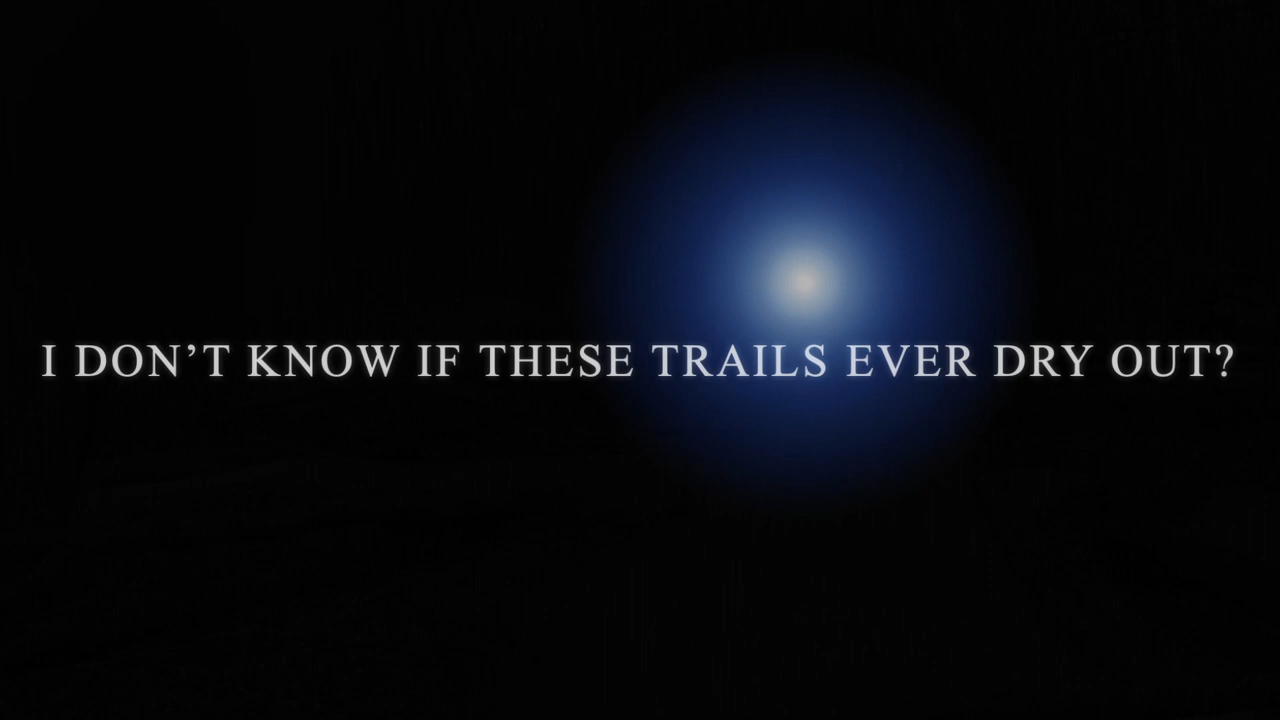 I DON’T KNOW IF THESE TRAILS EVER DRY OUT?